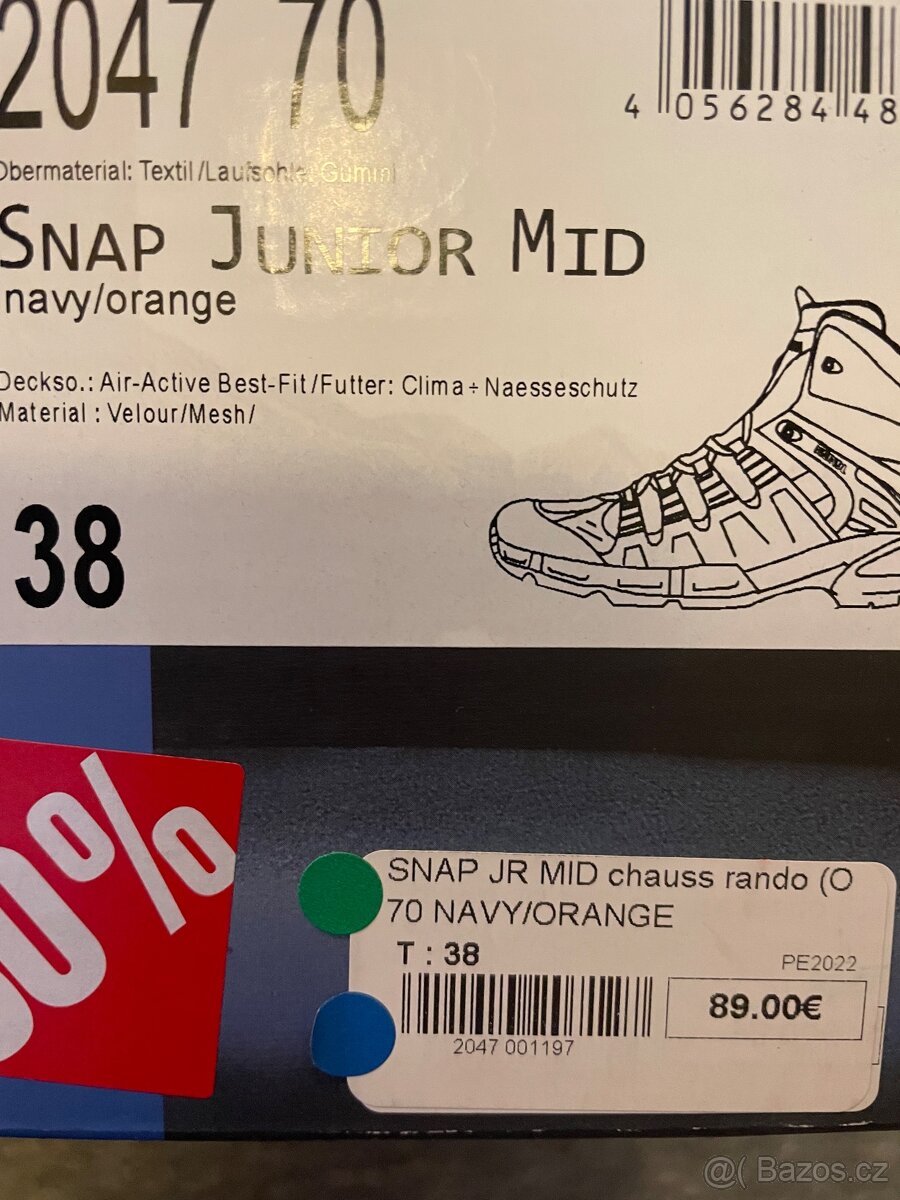 2047 70
4 056284 48
Obermaterial: Textil/Laufsohle: Gummi
SNAP JUNIOR MID
navy/orange
Deckso.: Air-Active Best-Fit/Futter: Clima÷Naesseschutz
Material : Velour/Mesh/
38
0%
SNAP JR MID chauss rando (O
70 NAVY/ORANGE
T : 38
PE2022
89.00€
2047 001197
@( Bazos.cz